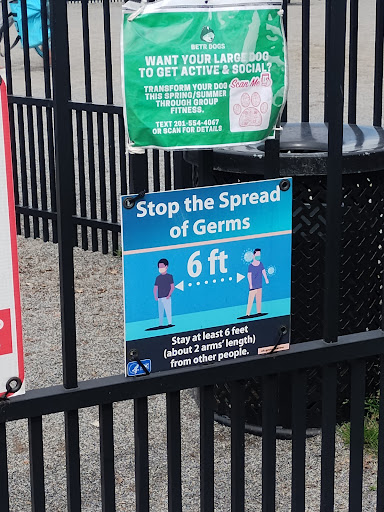 BETR DOGS
WANT YOUR LARGE DOG
TO GET ACTIVE & SOCIAL?
TRANSFORM YOUR DOG
THIS SPRING/SUMMER
THROUGH GROUP
FITNESS.
Scan Me
TEXT 201-554-4067
OR SCAN FOR DETAILS
Stop the Spread
of Germs
6 ft
Stay at least 6 feet
(about 2 arms' length)
from other people.